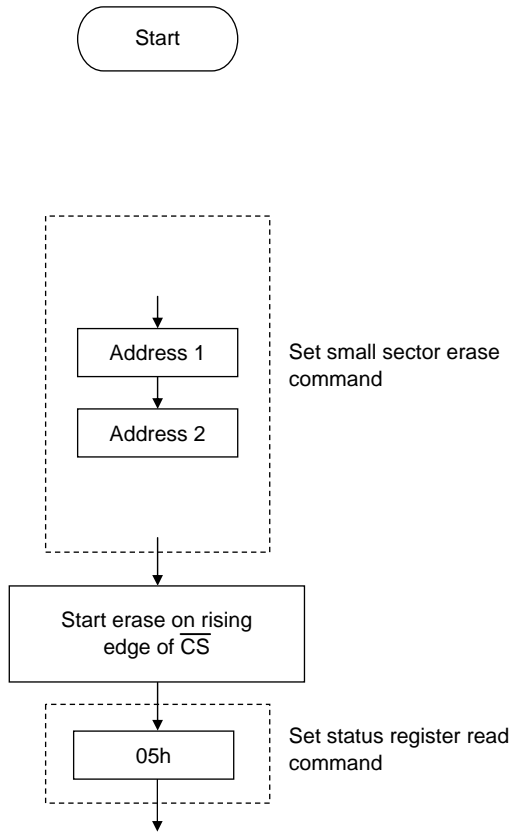 Start
Address 1
Set small sector erase
command
Address 2
Start erase on rising
edge of C̅S̅
Set status register read
command
05h